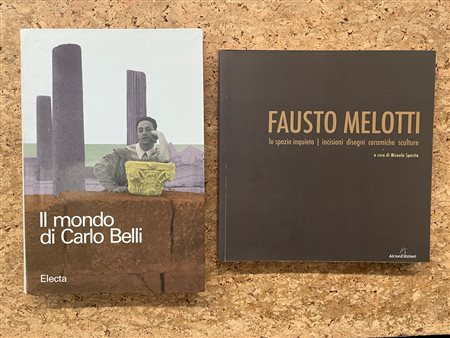 Il mondo
di Carlo Belli
Electa
FAUSTO MELOTTI
lo spazio inquieto | incisioni disegni ceramiche sculture
a cura di Micaela Sposito
AlcionEdizioni